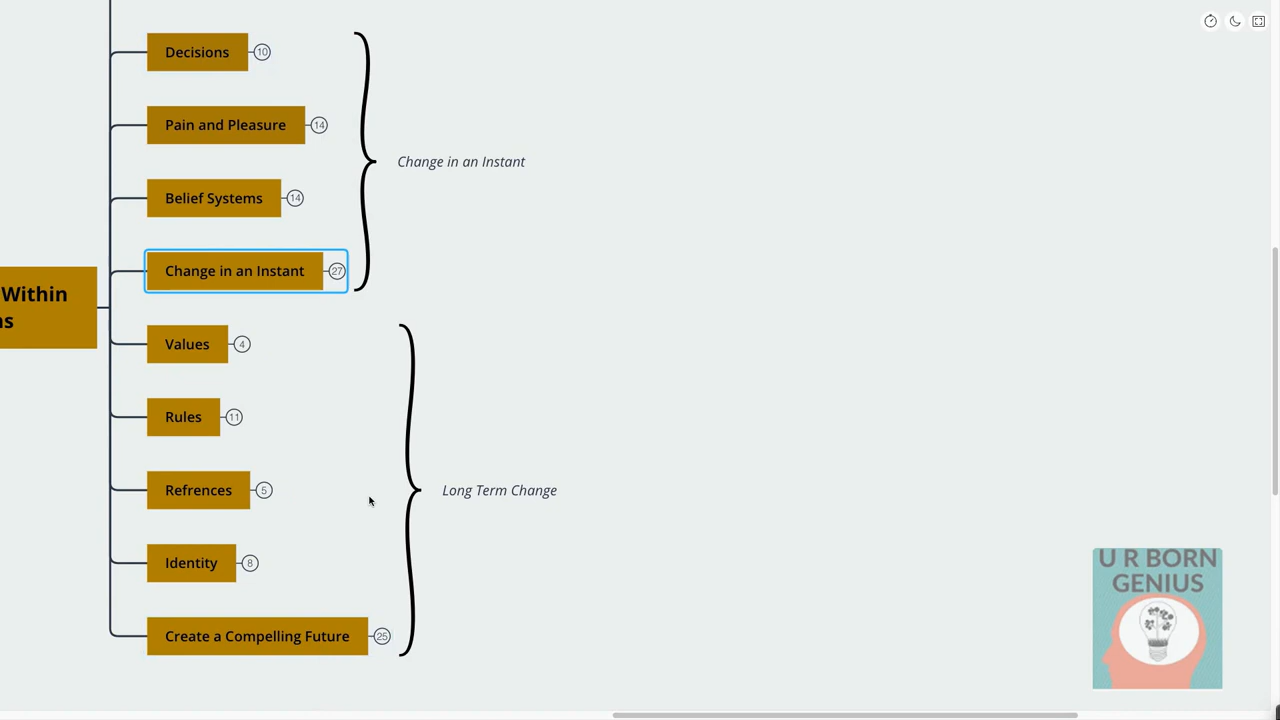 Decisions 10
Pain and Pleasure 14
Change in an Instant
Belief Systems 14
Change in an Instant 27
Within
ns
Values 4
Rules 11
Refrences 5
Long Term Change
Identity 8
Create a Compelling Future 25
U R BORN
GENIUS